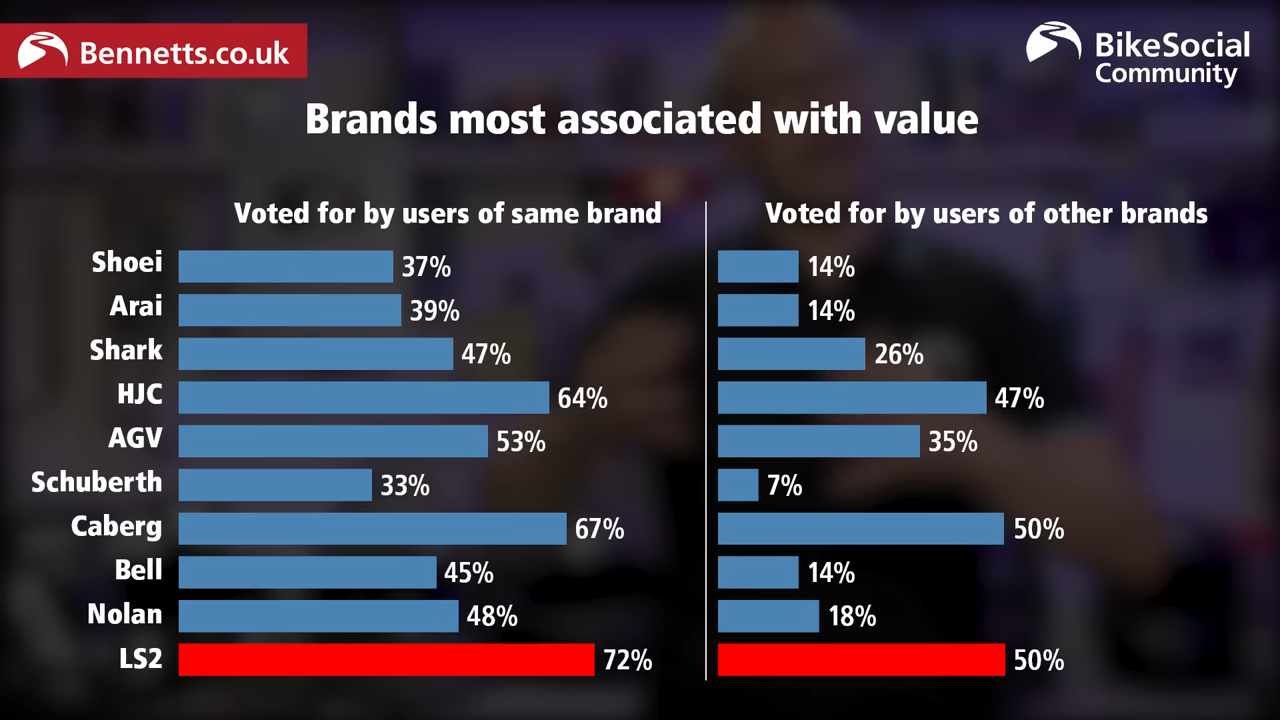 Bennetts.co.uk
BikeSocial
Community
Brands most associated with value
Voted for by users of same brand
Voted for by users of other brands
Shoei 37% 14%
Arai 39% 14%
Shark 47% 26%
HJC 64% 47%
AGV 53% 35%
Schuberth 33% 7%
Caberg 67% 50%
Bell 45% 14%
Nolan 48% 18%
LS2 72% 50%